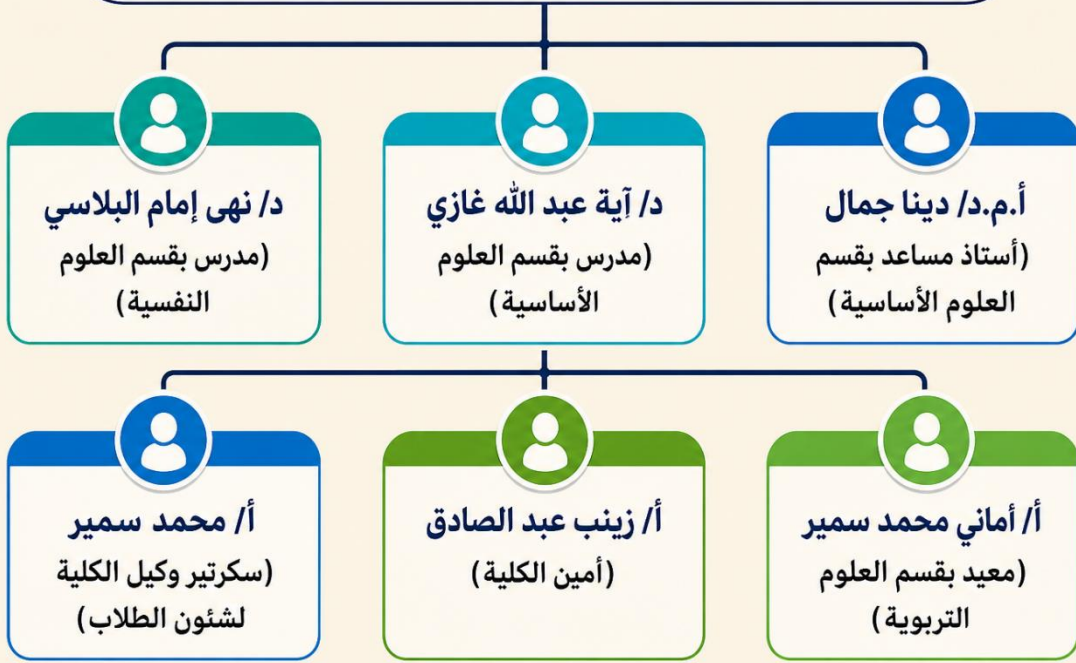 أ.م.د/ دينا جمال
(أستاذ مساعد بقسم
العلوم الأساسية)
د/ آية عبد الله غازي
(مدرس بقسم العلوم
الأساسية)
د/ نهى إمام البلاسي
(مدرس بقسم العلوم
النفسية)
أ/ أماني محمد سمير
(معيد بقسم العلوم
التربوية)
أ/ زينب عبد الصادق
(أمين الكلية)
أ/ محمد سمير
(سكرتير وكيل الكلية
لشئون الطلاب)